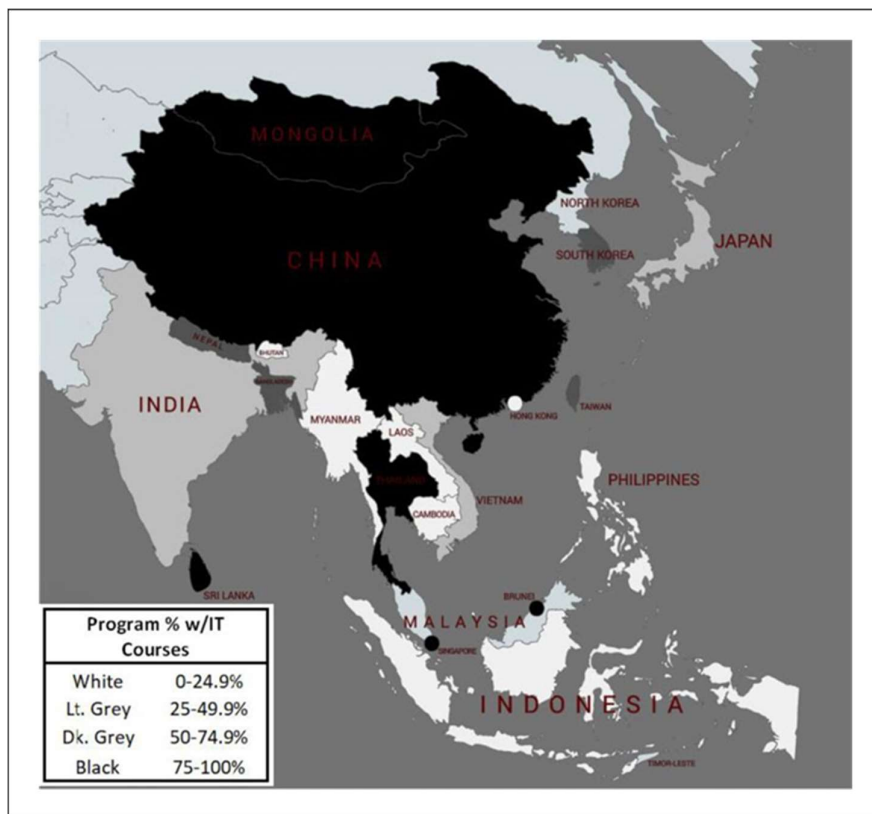 MONGOLIA
NORTH KOREA
JAPAN
SOUTH KOREA
CHINA
NEPAL
BHUTAN
BANGLADESH
INDIA
MYANMAR
LAOS
HONG KONG
TAIWAN
THAILAND
PHILIPPINES
VIETNAM
CAMBODIA
SRI LANKA
BRUNEI
MALAYSIA
SINGAPORE
INDONESIA
TIMOR-LESTE
Program % w/IT
Courses
White 0-24.9%
Lt. Grey 25-49.9%
Dk. Grey 50-74.9%
Black 75-100%